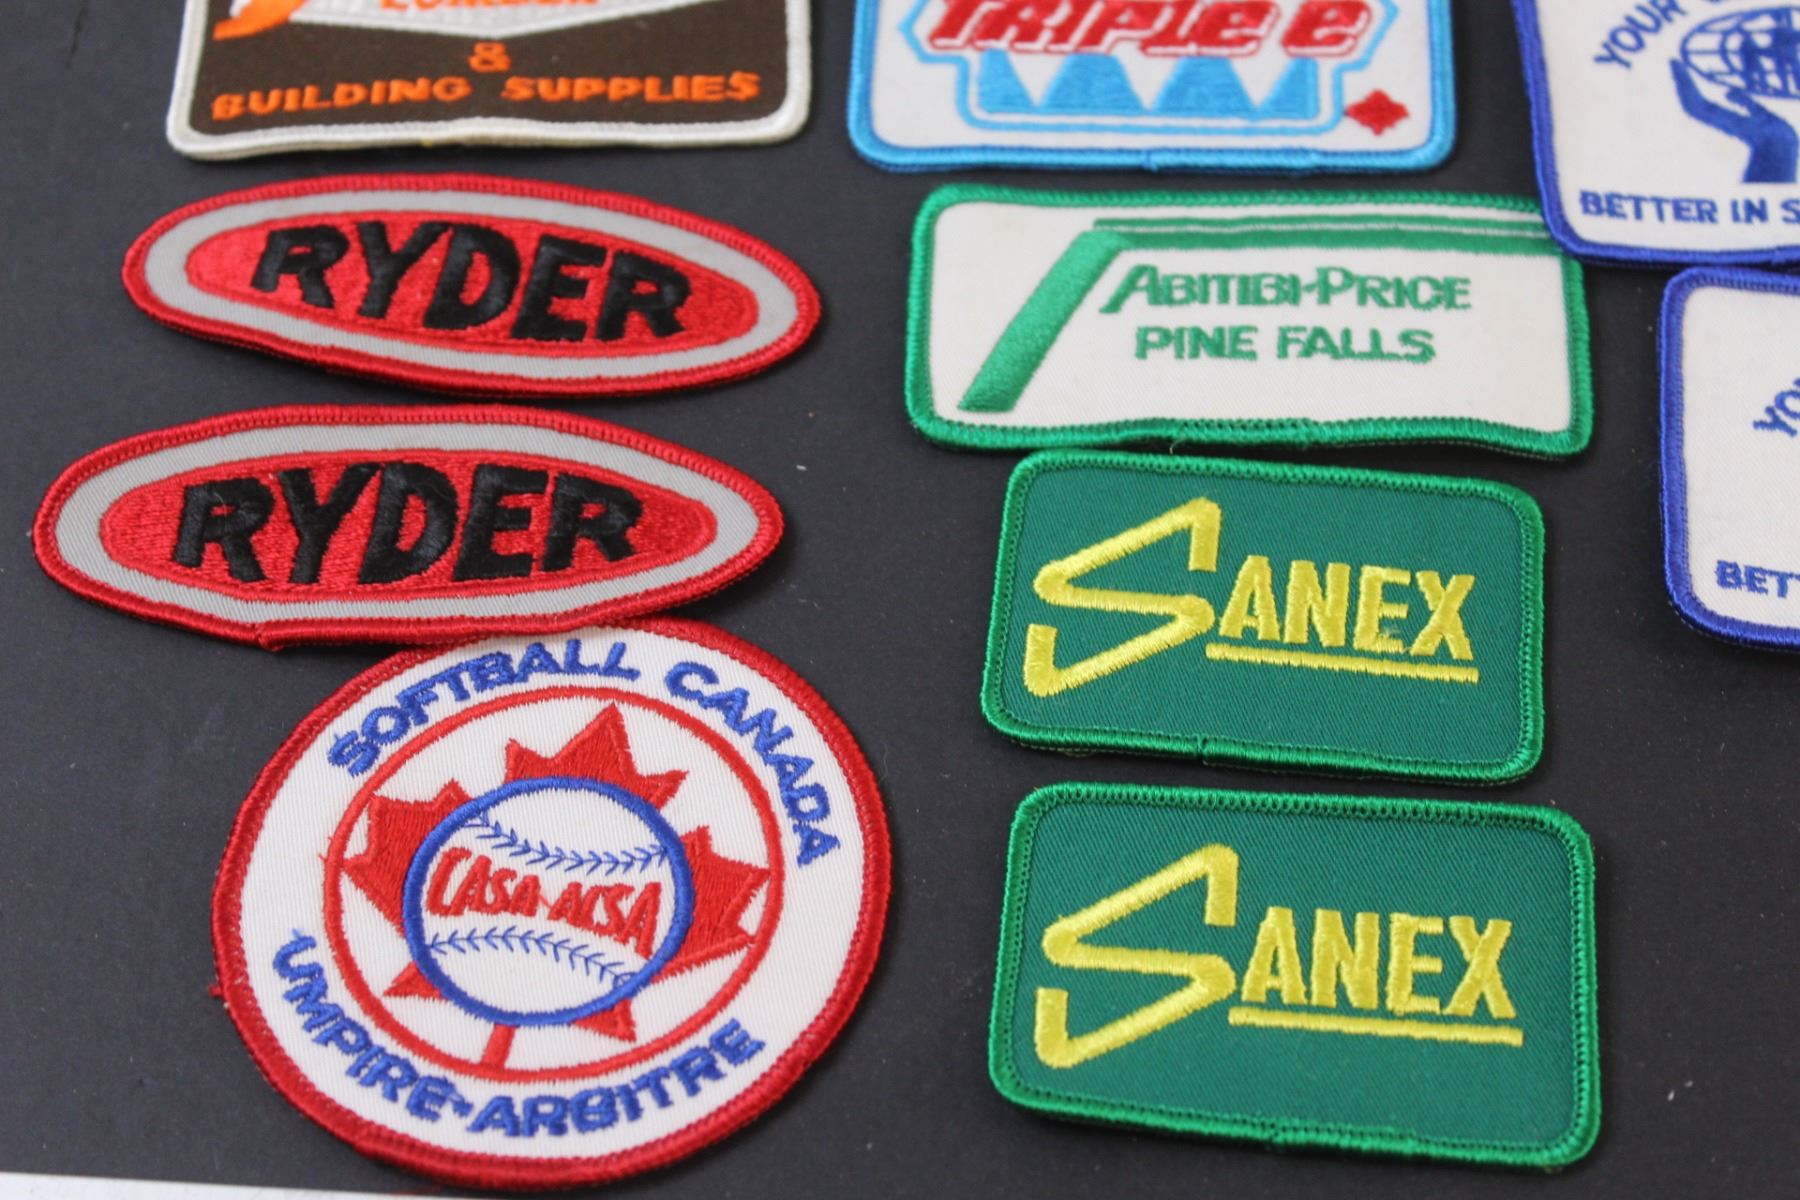 &
BUILDING SUPPLIES
TRIPLE E
YOUR
BETTER IN
RYDER
ABITIBI-PRICE
PINE FALLS
RYDER
SANEX
SOFTBALL CANADA
CASA-ACSA
UMPIRE-ARBITRE
SANEX